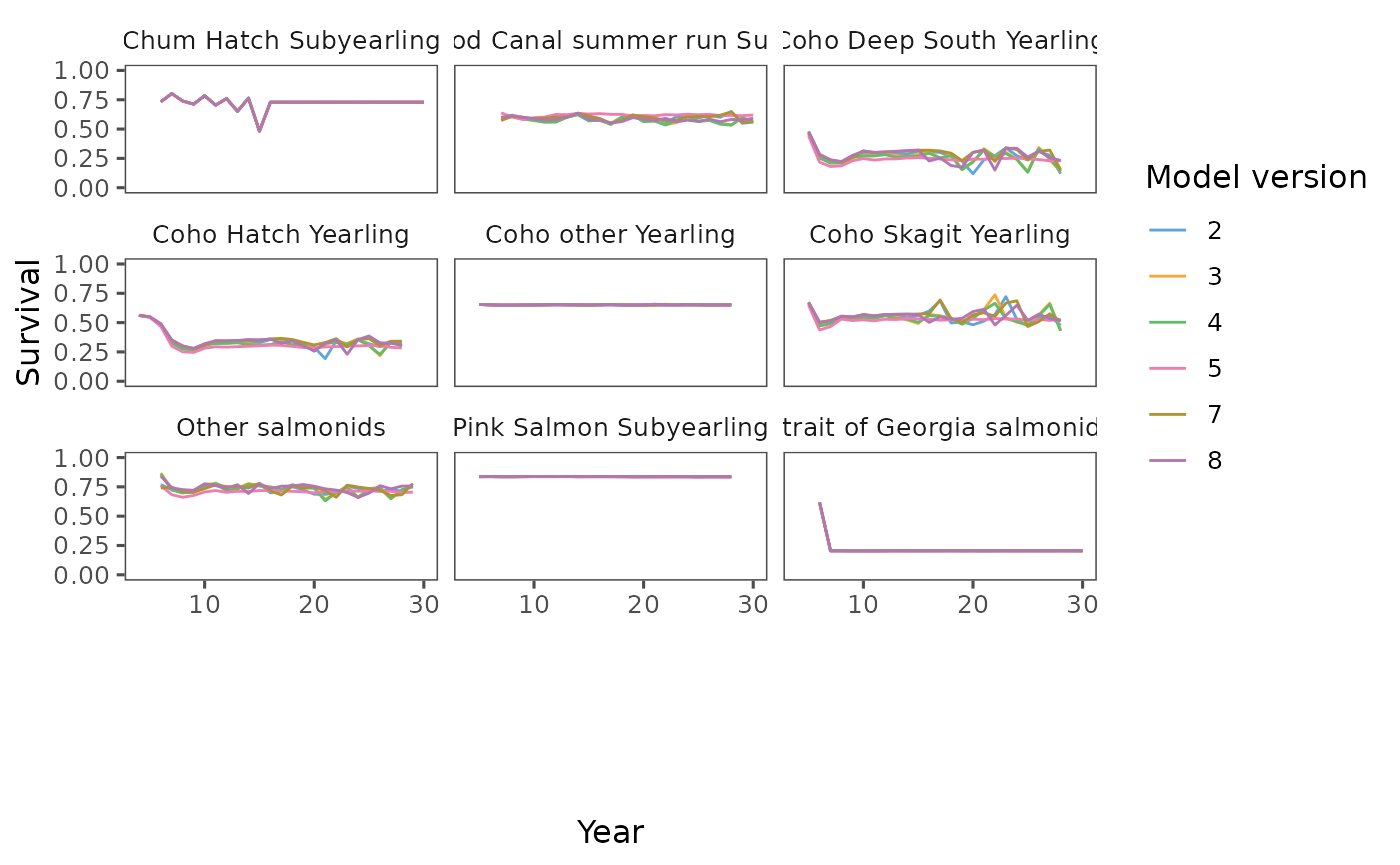 Chum Hatch Subyearling
od Canal summer run Su
Coho Deep South Yearling
1.00
0.75
0.50
0.25
0.00
Coho Hatch Yearling
Coho other Yearling
Coho Skagit Yearling
1.00
0.75
0.50
0.25
0.00
Other salmonids
Pink Salmon Subyearling
trait of Georgia salmonid
1.00
0.75
0.50
0.25
0.00
10 20 30
10 20 30
10 20 30
Survival
Year
Model version
2
3
4
5
7
8